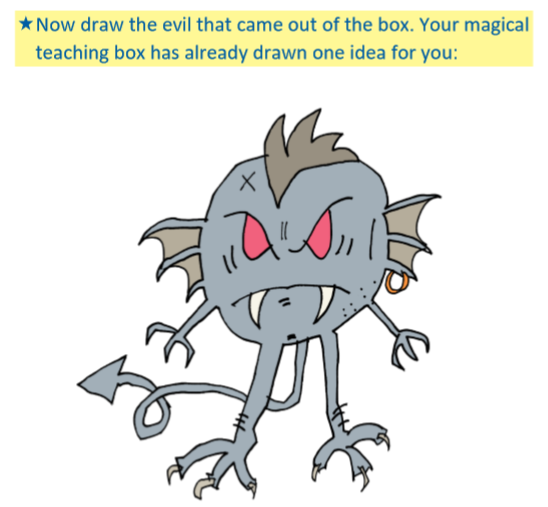 ★Now draw the evil that came out of the box. Your magical
teaching box has already drawn one idea for you: